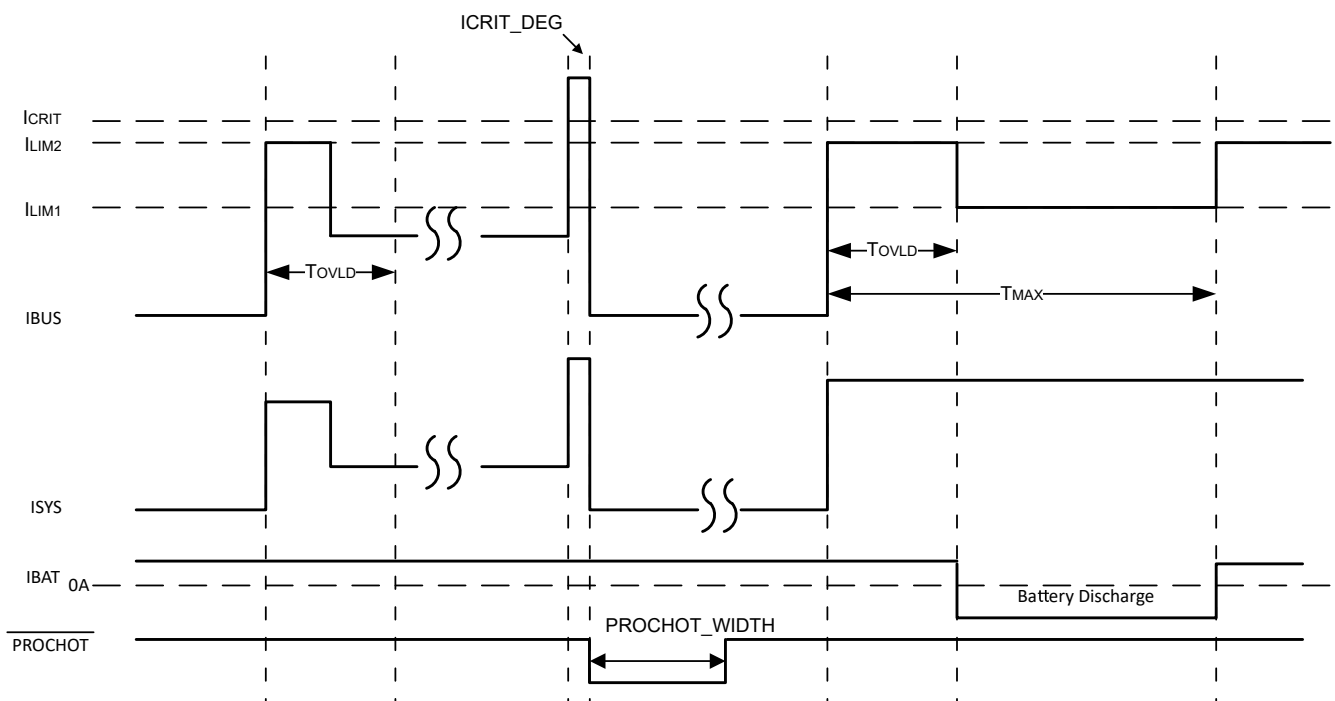 ICRIT_DEG
ICRIT
ILIM2
ILIM1
TOVLD
TOVLD
TMAX
IBUS
ISYS
IBAT 0A
Battery Discharge
PROCHOT_WIDTH
PROCHOT